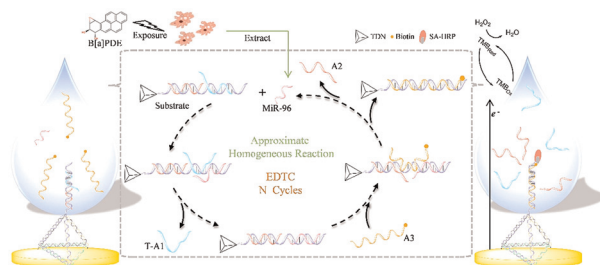 B[a]PDE
Exposure
Extract
TDN
Biotin
SA-HRP
H2O2
H2O
TMBRed
TMBOx
e-
Substrate
+
MiR-96
A2
Approximate
Homogeneous Reaction
EDTC
N Cycles
T-A1
A3